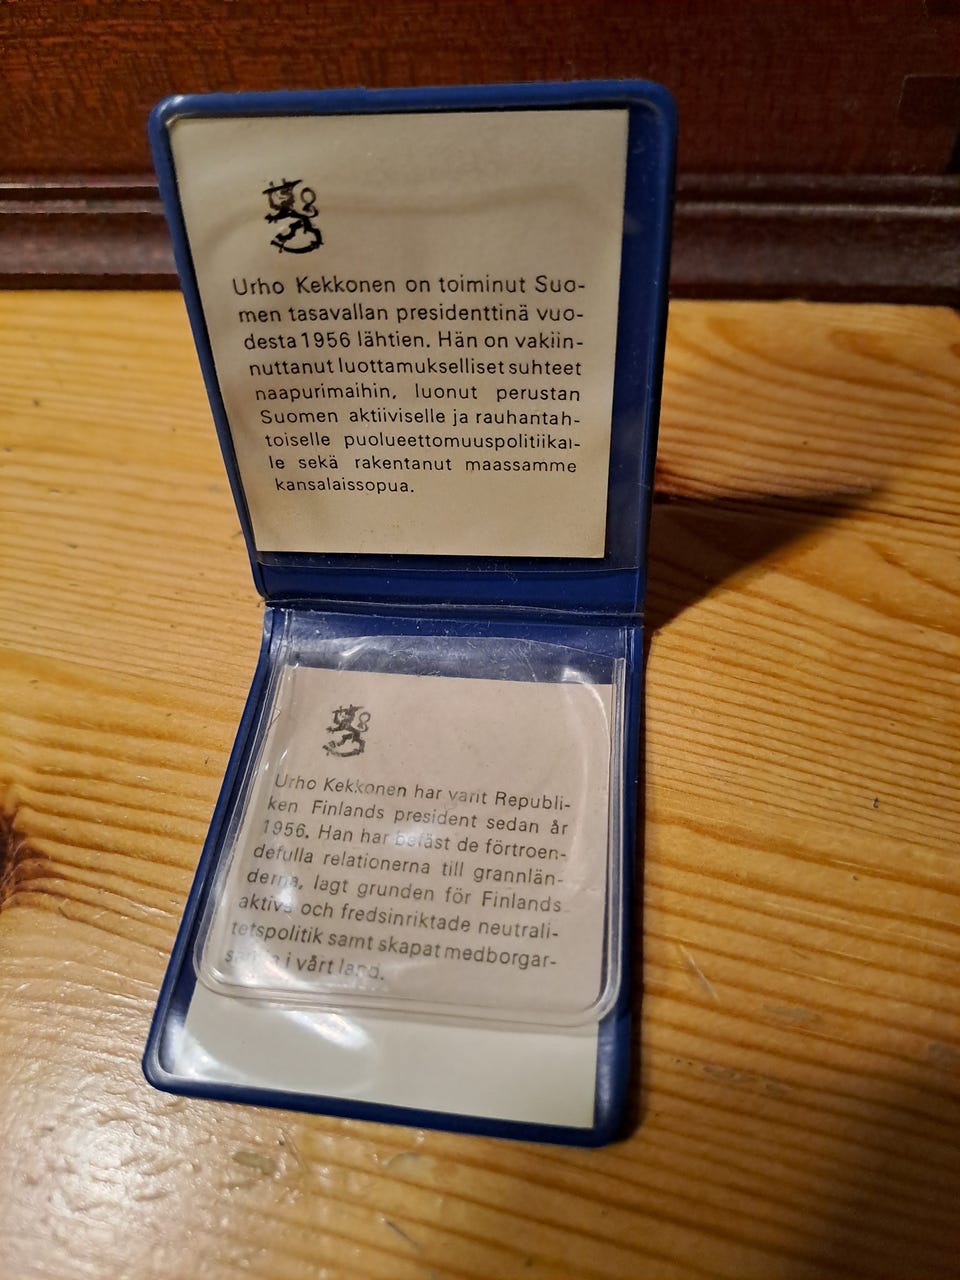 Urho Kekkonen on toiminut Suo-
men tasavallan presidenttinä vuo-
desta 1956 lähtien. Hän on vakiin-
nuttanut luottamukselliset suhteet
naapurimaihin, luonut perustan
Suomen aktiiviselle ja rauhantah-
toiselle puolueettomuuspolitiikal-
le sekä rakentanut maassamme
kansalaissopua.
Urho Kekkonen har varit Republi-
ken Finlands president sedan år
1956. Han har befäst de förtroen-
defulla relationerna till grannlän-
derna, lagt grunden för Finlands
aktiva och fredsinriktade neutrali-
tetspolitik samt skapat medborgar-
i vårt land.